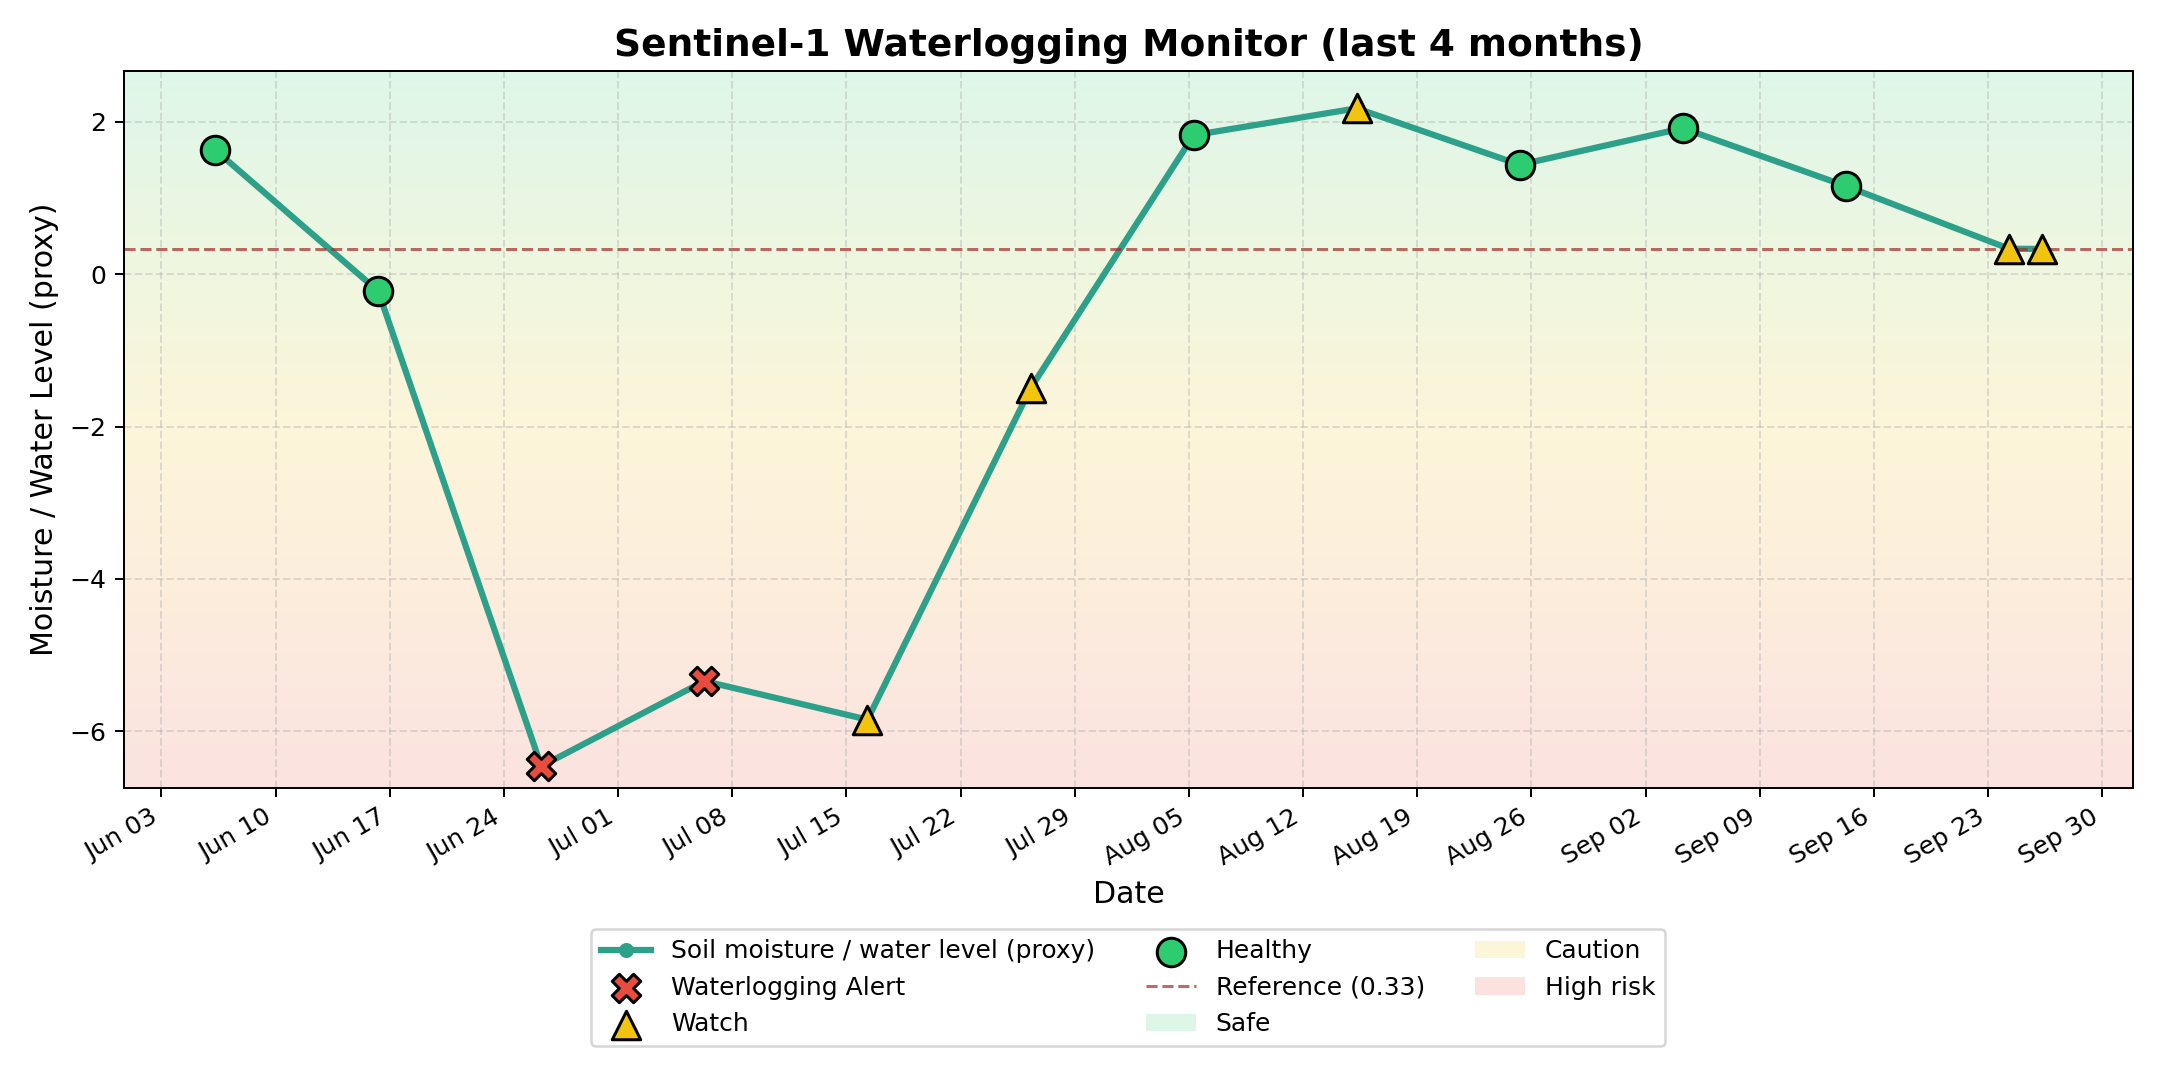 Sentinel-1 Waterlogging Monitor (last 4 months)
Moisture / Water Level (proxy)
2
0
−2
−4
−6
Jun 03
Jun 10
Jun 17
Jun 24
Jul 01
Jul 08
Jul 15
Jul 22
Jul 29
Aug 05
Aug 12
Aug 19
Aug 26
Sep 02
Sep 09
Sep 16
Sep 23
Sep 30
Date
Soil moisture / water level (proxy)
Waterlogging Alert
Watch
Healthy
Reference (0.33)
Safe
Caution
High risk